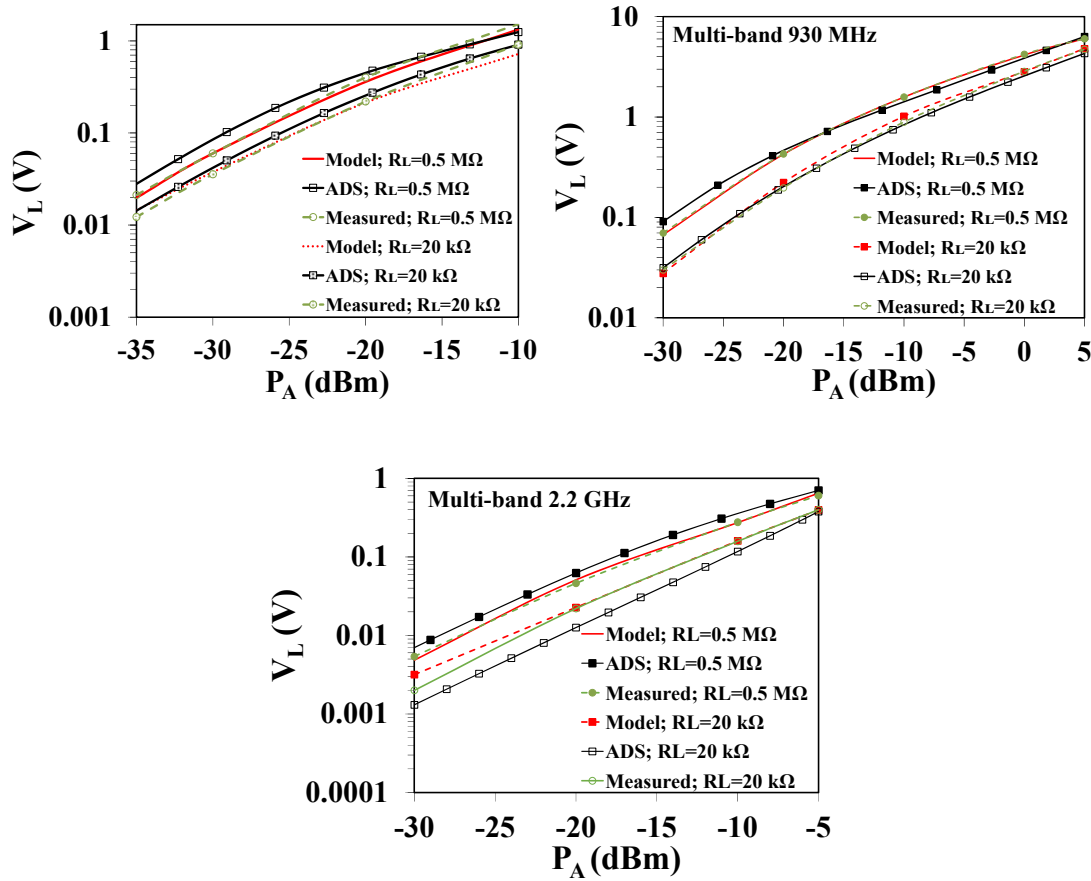 1
0.1
0.01
0.001
V_L (V)
-35 -30 -25 -20 -15 -10
P_A (dBm)
Model; RL=0.5 MΩ
ADS; RL=0.5 MΩ
Measured; RL=0.5 MΩ
Model; RL=20 kΩ
ADS; RL=20 kΩ
Measured; RL=20 kΩ
Multi-band 930 MHz
10
1
0.1
0.01
V_L (V)
-30 -25 -20 -15 -10 -5 0 5
P_A (dBm)
Model; RL=0.5 MΩ
ADS; RL=0.5 MΩ
Measured; RL=0.5 MΩ
Model; RL=20 kΩ
ADS; RL=20 kΩ
Measured; RL=20 kΩ
Multi-band 2.2 GHz
1
0.1
0.01
0.001
0.0001
V_L (V)
-30 -25 -20 -15 -10 -5
P_A (dBm)
Model; RL=0.5 MΩ
ADS; RL=0.5 MΩ
Measured; RL=0.5 MΩ
Model; RL=20 kΩ
ADS; RL=20 kΩ
Measured; RL=20 kΩ